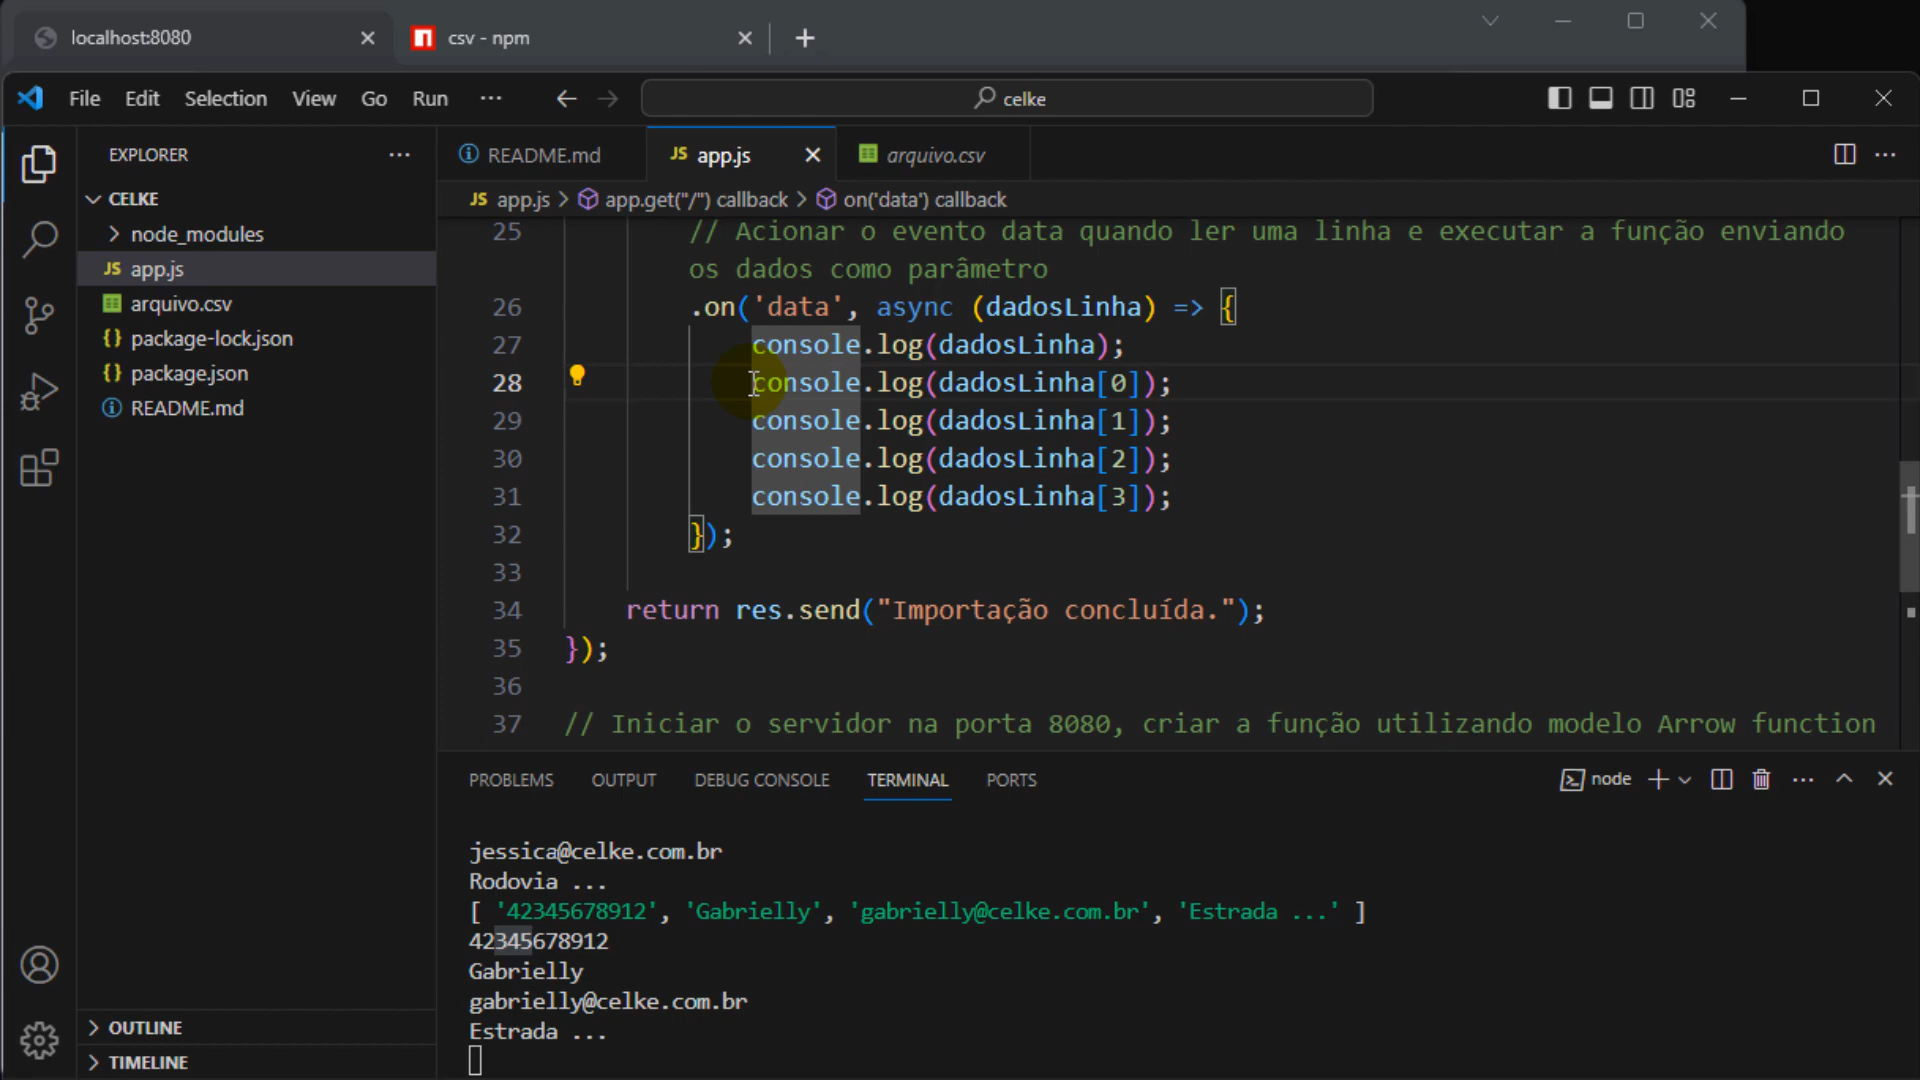 localhost:8080
csv - npm
File Edit Selection View Go Run ...
celke
EXPLORER
CELKE
node_modules
JS app.js
arquivo.csv
{} package-lock.json
{} package.json
README.md
OUTLINE
TIMELINE
README.md
JS app.js
arquivo.csv
JS app.js > app.get("/") callback > on('data') callback
25 // Acionar o evento data quando ler uma linha e executar a função enviando
os dados como parâmetro
26 .on('data', async (dadosLinha) => {
27 console.log(dadosLinha);
28 console.log(dadosLinha[0]);
29 console.log(dadosLinha[1]);
30 console.log(dadosLinha[2]);
31 console.log(dadosLinha[3]);
32 });
33
34 return res.send("Importação concluída.");
35 });
36
37 // Iniciar o servidor na porta 8080, criar a função utilizando modelo Arrow function
PROBLEMS OUTPUT DEBUG CONSOLE TERMINAL PORTS
node
jessica@celke.com.br
Rodovia ...
[ '42345678912', 'Gabrielly', 'gabrielly@celke.com.br', 'Estrada ...' ]
42345678912
Gabrielly
gabrielly@celke.com.br
Estrada ...